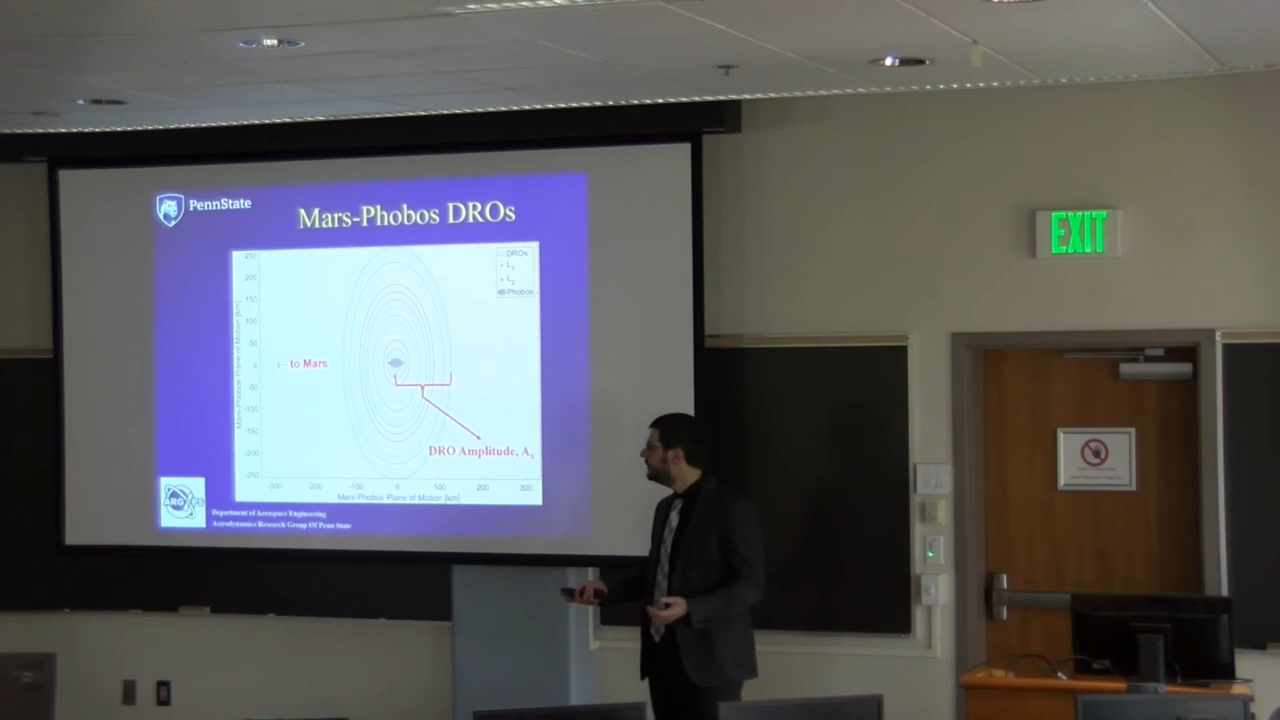 PennState
Mars-Phobos DROs
250
200
150
100
50
0
-50
-100
-150
-200
-250
Mars-Phobos Plane of Motion [km]
DROs
L1
L2
Phobos
← to Mars
DRO Amplitude, Ax
-300 -200 -100 0 100 200 300
Mars-Phobos Plane of Motion [km]
Department of Aerospace Engineering
Astrodynamics Research Group Of Penn State
EXIT